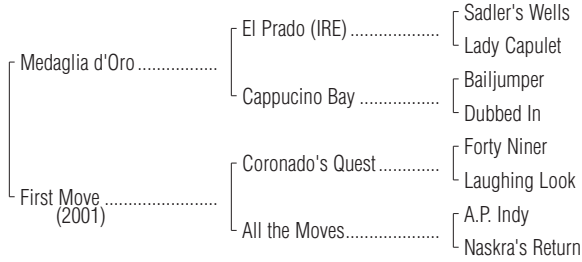 Sadler's Wells
El Prado (IRE) ....................
Lady Capulet
Medaglia d'Oro ..................
Bailjumper
Cappucino Bay ..................
Dubbed In
Forty Niner
Coronado's Quest .............
Laughing Look
First Move .........................
(2001)
A.P. Indy
All the Moves.....................
Naskra's Return